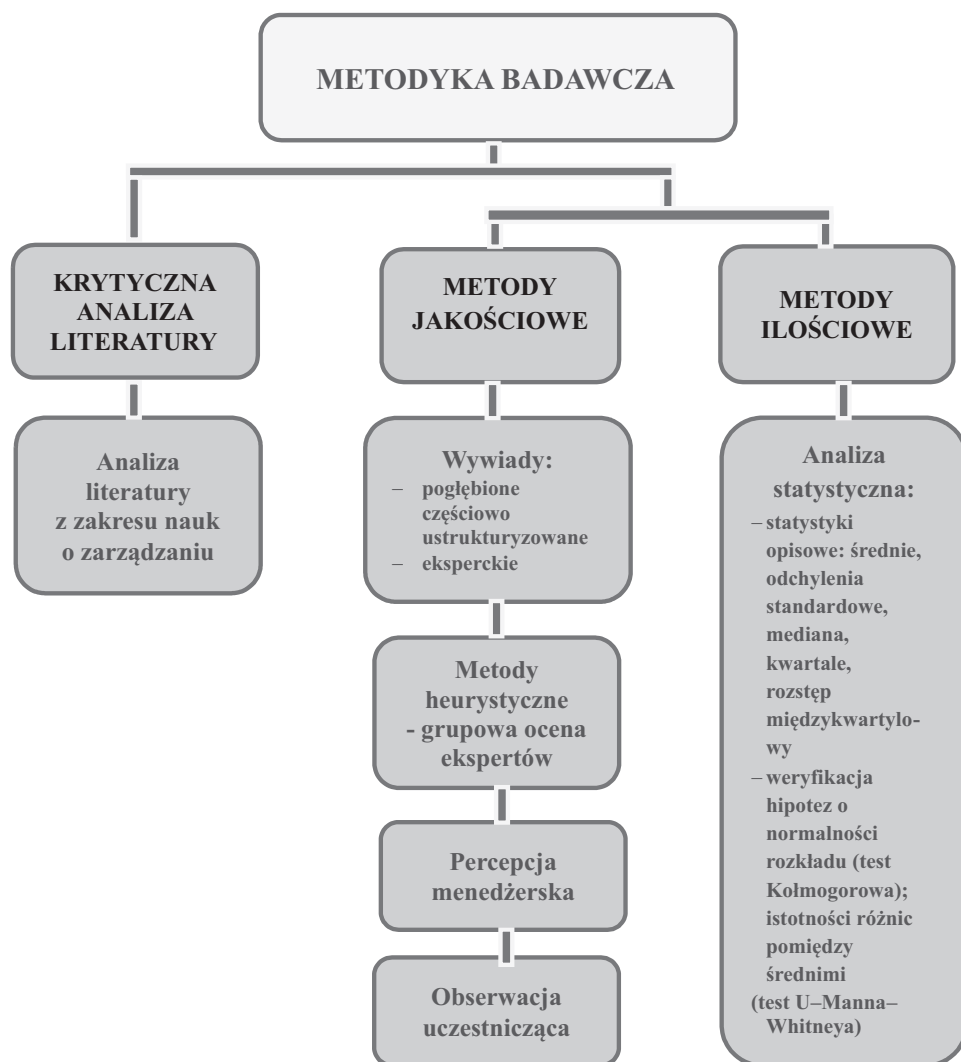 METODYKA BADAWCZA
KRYTYCZNA
ANALIZA
LITERATURY
Analiza
literatury
z zakresu nauk
o zarządzaniu
METODY
JAKOŚCIOWE
Wywiady:
– pogłębione
częściowo
ustrukturyzowane
– eksperckie
Metody
heurystyczne
- grupowa ocena
ekspertów
Percepcja
menedżerska
Obserwacja
uczestnicząca
METODY
ILOŚCIOWE
Analiza
statystyczna:
– statystyki
opisowe: średnie,
odchylenia
standardowe,
mediana,
kwartale,
rozstęp
międzykwartylo-
wy
– weryfikacja
hipotez o
normalności
rozkładu (test
Kołmogorowa);
istotności różnic
pomiędzy
średnimi
(test U–Manna–
Whitneya)